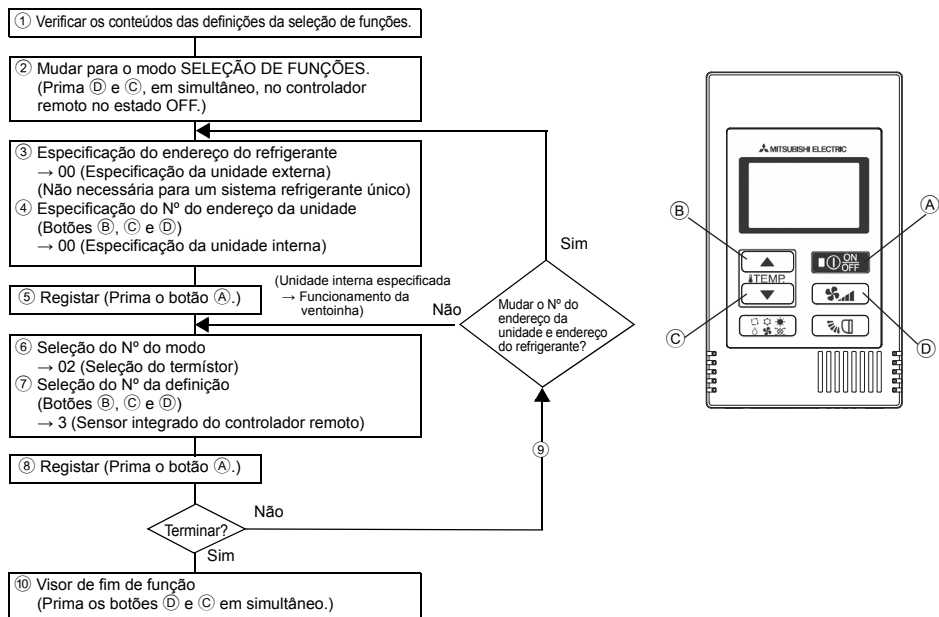 ① Verificar os conteúdos das definições da seleção de funções.
② Mudar para o modo SELEÇÃO DE FUNÇÕES.
(Prima Ⓓ e Ⓒ, em simultâneo, no controlador
remoto no estado OFF.)
③ Especificação do endereço do refrigerante
→ 00 (Especificação da unidade externa)
(Não necessária para um sistema refrigerante único)
④ Especificação do Nº do endereço da unidade
(Botões Ⓑ, Ⓒ e Ⓓ)
→ 00 (Especificação da unidade interna)
⑤ Registar (Prima o botão Ⓐ.)
(Unidade interna especificada
→ Funcionamento da
ventoinha)
Não
Sim
Mudar o Nº do
endereço da
unidade e endereço
do refrigerante?
⑥ Seleção do Nº do modo
→ 02 (Seleção do termístor)
⑦ Seleção do Nº da definição
(Botões Ⓑ, Ⓒ e Ⓓ)
→ 3 (Sensor integrado do controlador remoto)
⑧ Registar (Prima o botão Ⓐ.)
⑨
Terminar?
Não
Sim
⑩ Visor de fim de função
(Prima os botões Ⓓ e Ⓒ em simultâneo.)
MITSUBISHI ELECTRIC
Ⓐ
Ⓑ
ON
OFF
TEMP.
Ⓒ
Ⓓ